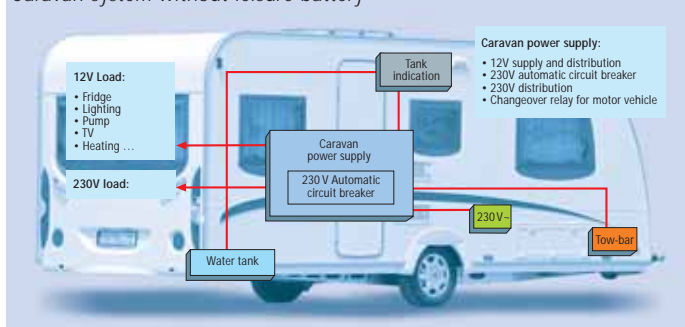 Caravan system without leisure battery
Caravan power supply:
• 12V supply and distribution
• 230V automatic circuit breaker
• 230V distribution
• Changeover relay for motor vehicle
12V Load:
• Fridge
• Lighting
• Pump
• TV
• Heating ...
Tank
indication
Caravan
power supply
230 V Automatic
circuit breaker
230V load:
230 V~
Tow-bar
Water tank